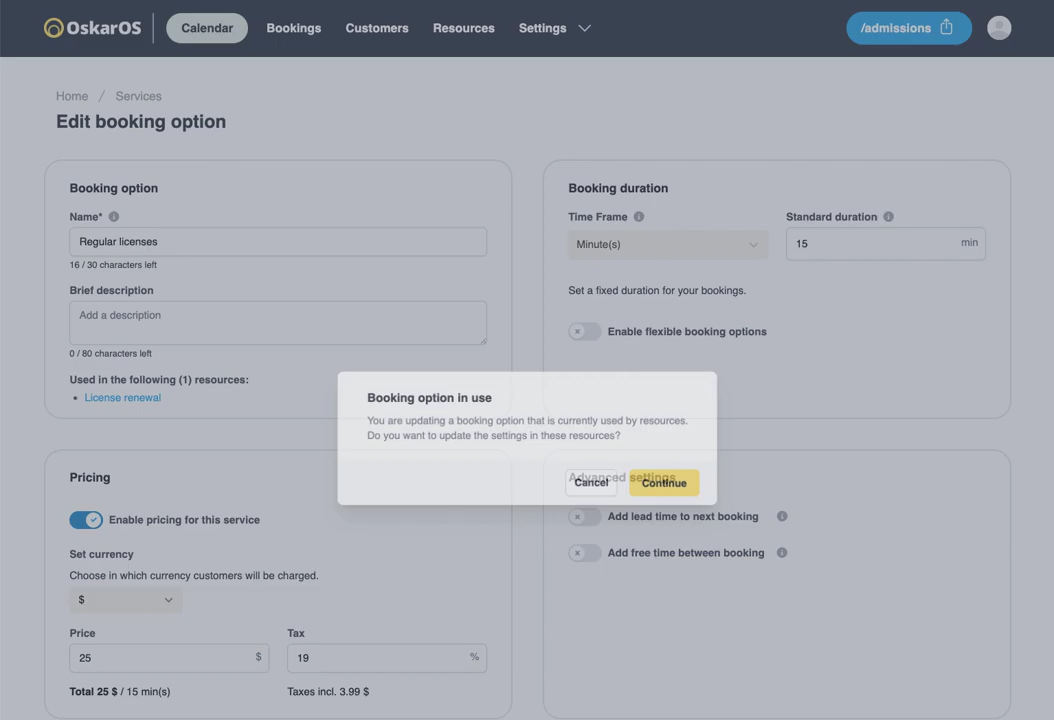 OskarOS
Calendar
Bookings
Customers
Resources
Settings
/admissions
Home / Services
Edit booking option
Booking option
Name*
Regular licenses
16 / 30 characters left
Brief description
Add a description
0 / 80 characters left
Used in the following (1) resources:
License renewal
Booking duration
Time Frame
Minute(s)
Standard duration
15
min
Set a fixed duration for your bookings.
Enable flexible booking options
Booking option in use
You are updating a booking option that is currently used by resources.
Do you want to update the settings in these resources?
Cancel
Continue
Pricing
Enable pricing for this service
Set currency
Choose in which currency customers will be charged.
$
Price
25
$
Total 25 $ / 15 min(s)
Tax
19
%
Taxes incl. 3.99 $
Advanced settings
Add lead time to next booking
Add free time between booking